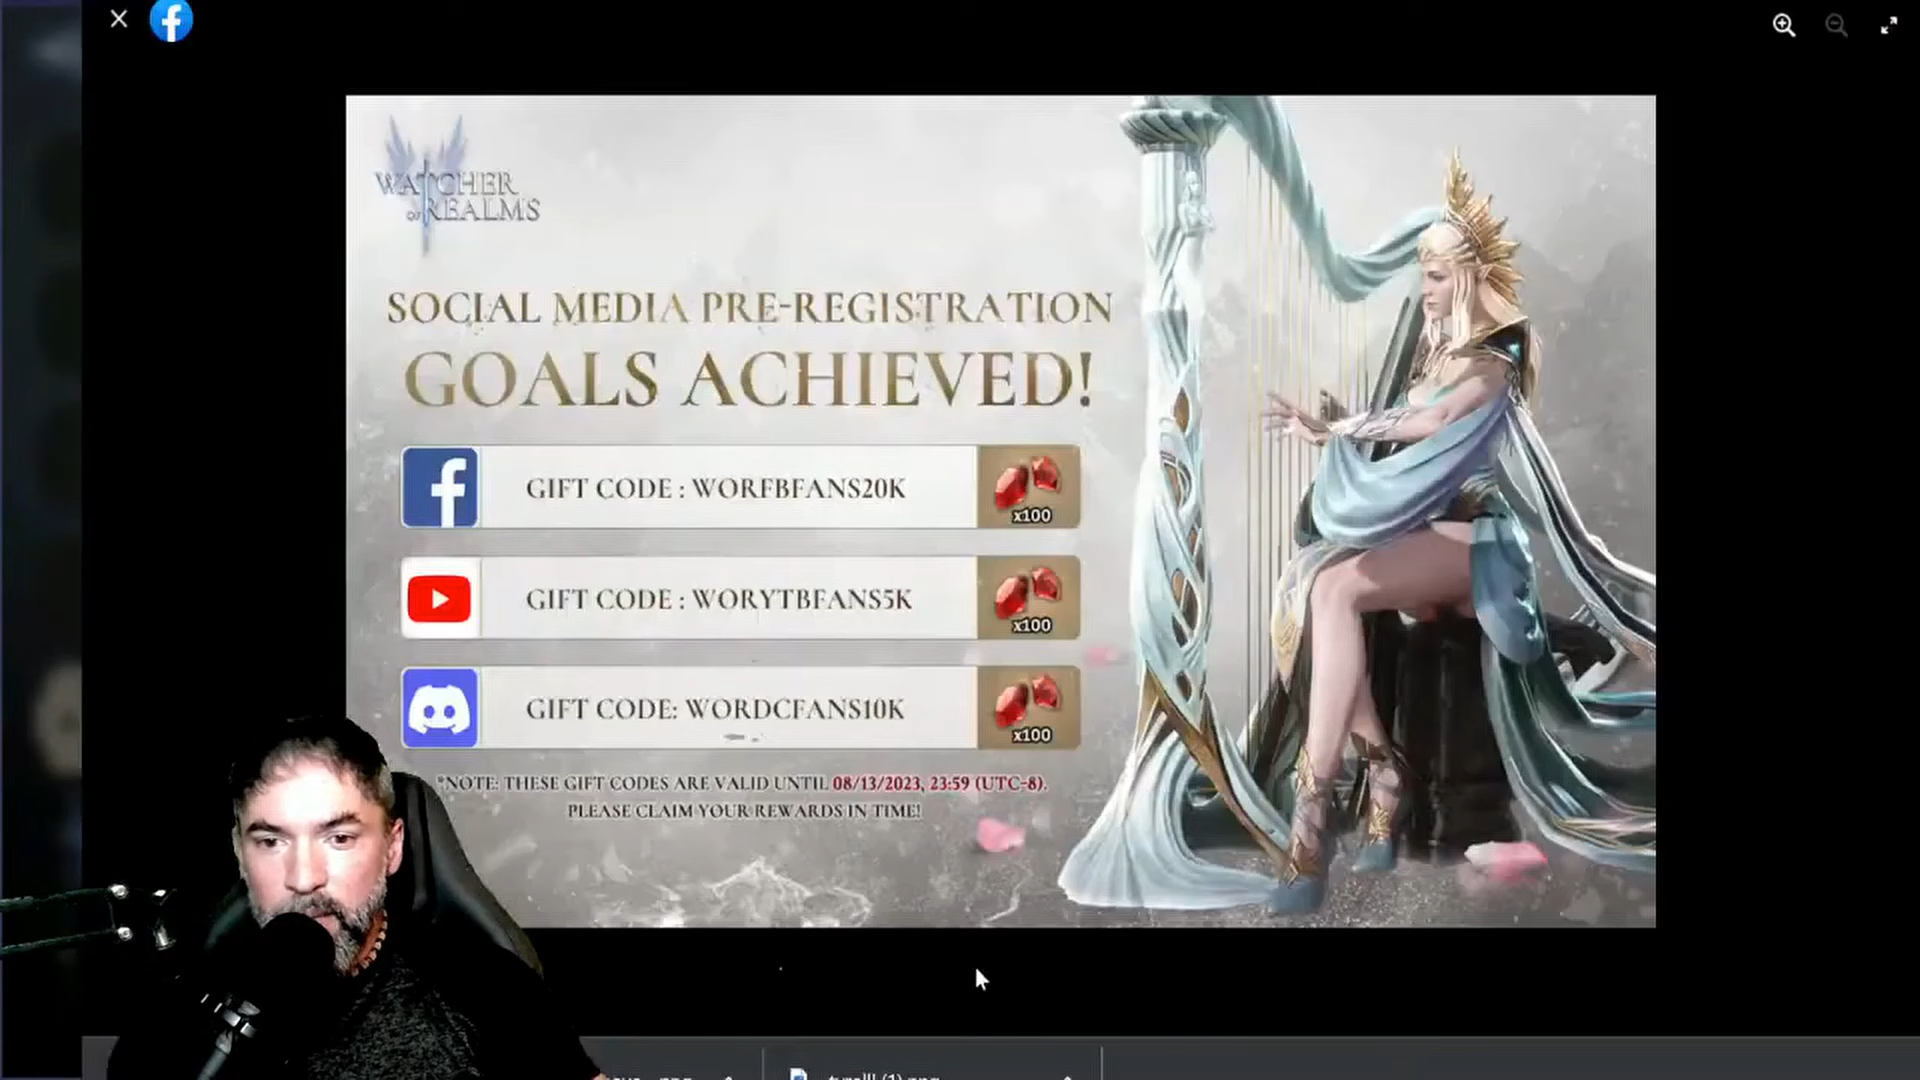 WATCHER
OF REALMS
SOCIAL MEDIA PRE-REGISTRATION
GOALS ACHIEVED!
GIFT CODE : WORFBFANS20K
x100
GIFT CODE : WORYTBFANS5K
x100
GIFT CODE: WORDCFANS10K
x100
*NOTE: THESE GIFT CODES ARE VALID UNTIL 08/13/2023, 23:59 (UTC-8).
PLEASE CLAIM YOUR REWARDS IN TIME!